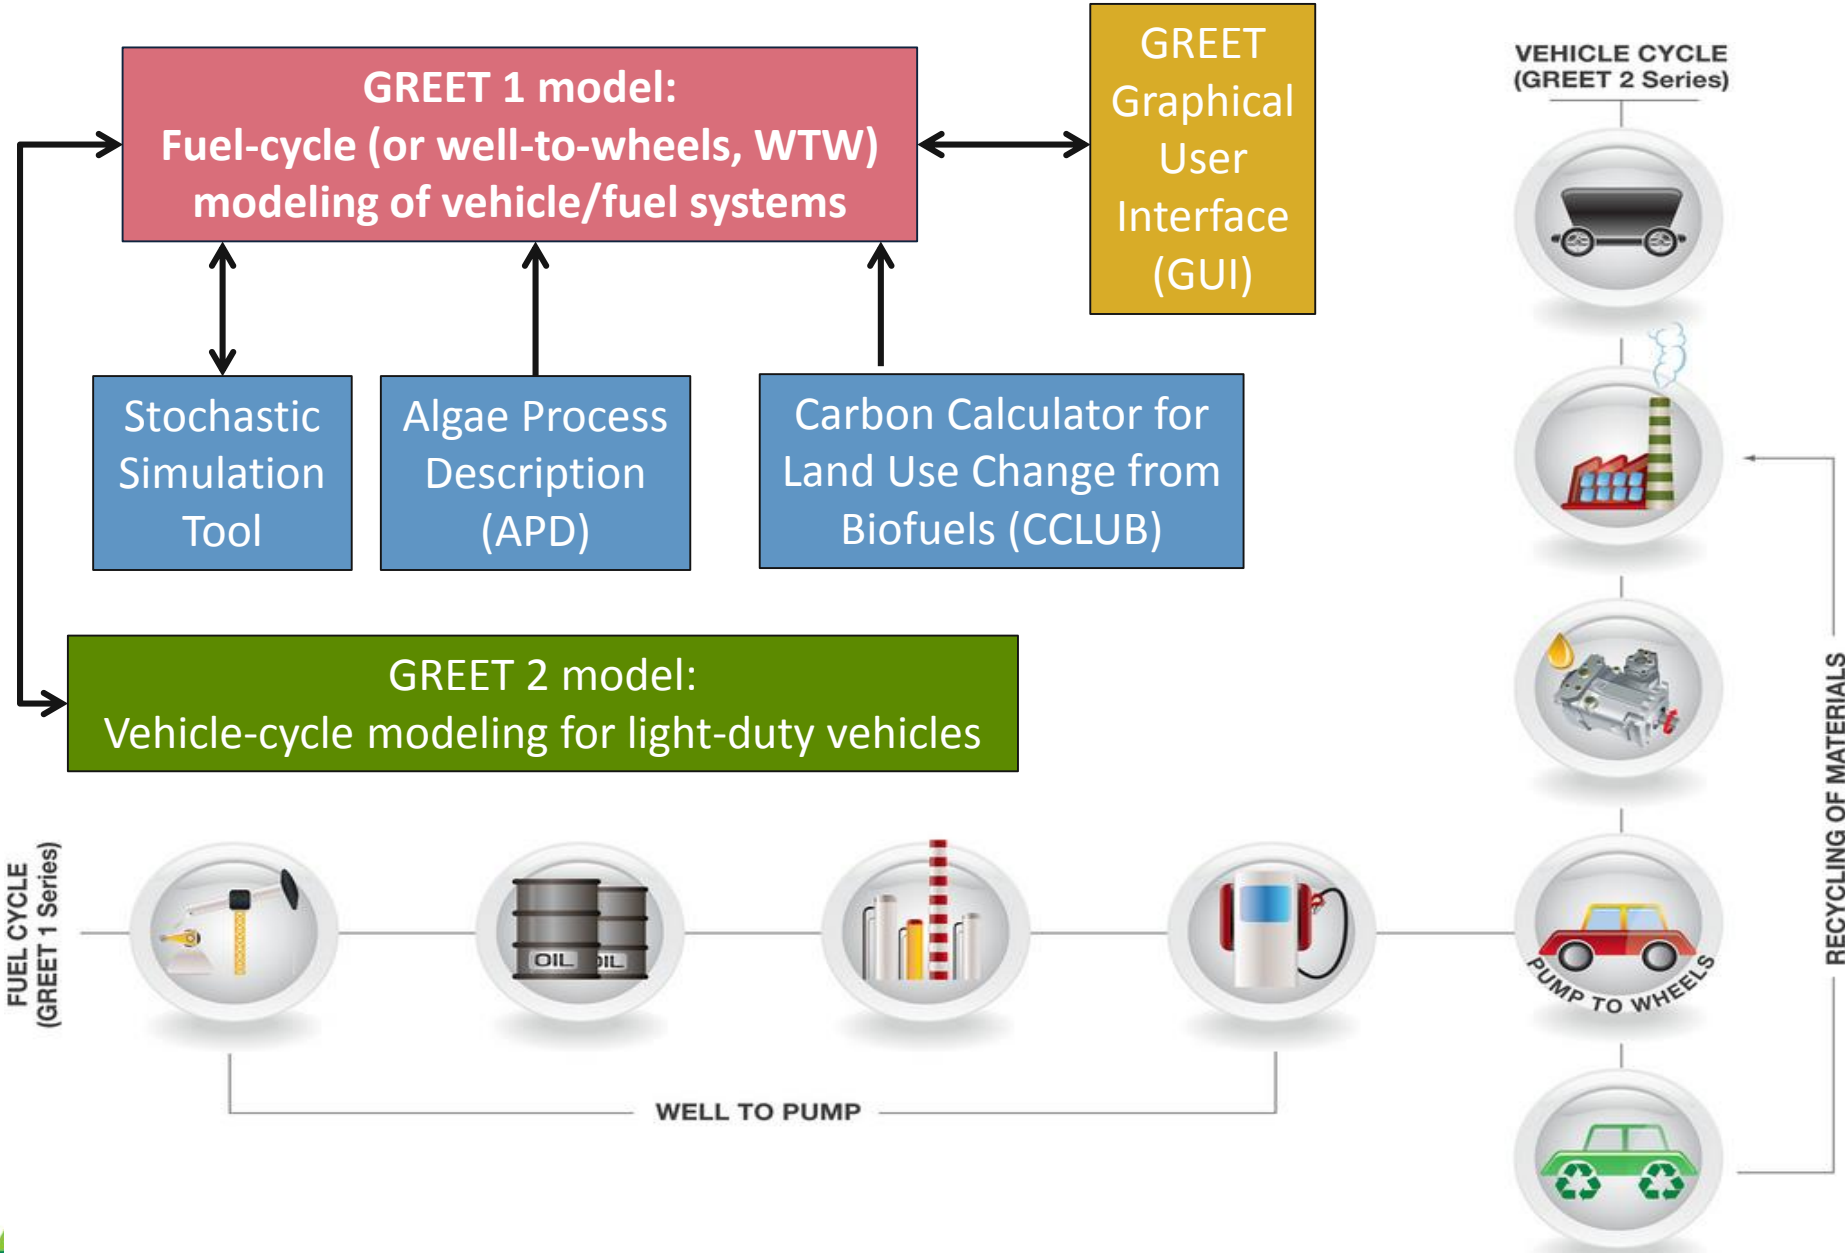 GREET 1 model:
Fuel-cycle (or well-to-wheels, WTW)
modeling of vehicle/fuel systems
GREET
Graphical
User
Interface
(GUI)
Stochastic
Simulation
Tool
Algae Process
Description
(APD)
Carbon Calculator for
Land Use Change from
Biofuels (CCLUB)
GREET 2 model:
Vehicle-cycle modeling for light-duty vehicles
VEHICLE CYCLE
(GREET 2 Series)
RECYCLING OF MATERIALS
FUEL CYCLE
(GREET 1 Series)
OIL
OIL
PUMP TO WHEELS
WELL TO PUMP